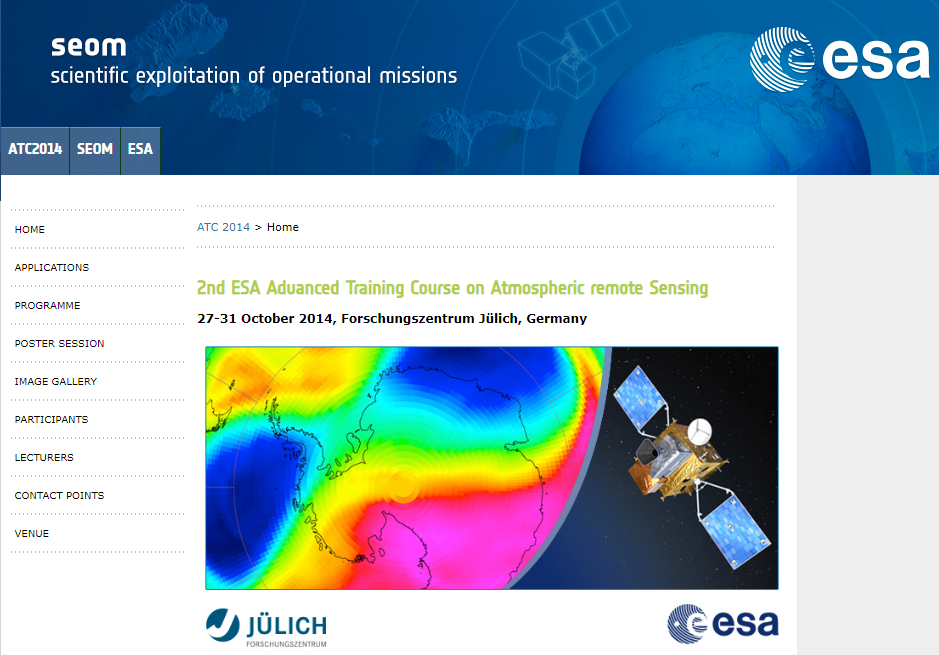 seom
scientific exploitation of operational missions
esa
ATC2014 SEOM ESA
HOME
APPLICATIONS
PROGRAMME
POSTER SESSION
IMAGE GALLERY
PARTICIPANTS
LECTURERS
CONTACT POINTS
VENUE
ATC 2014 > Home
2nd ESA Advanced Training Course on Atmospheric remote Sensing
27-31 October 2014, Forschungszentrum Jülich, Germany
JÜLICH
FORSCHUNGSZENTRUM
esa